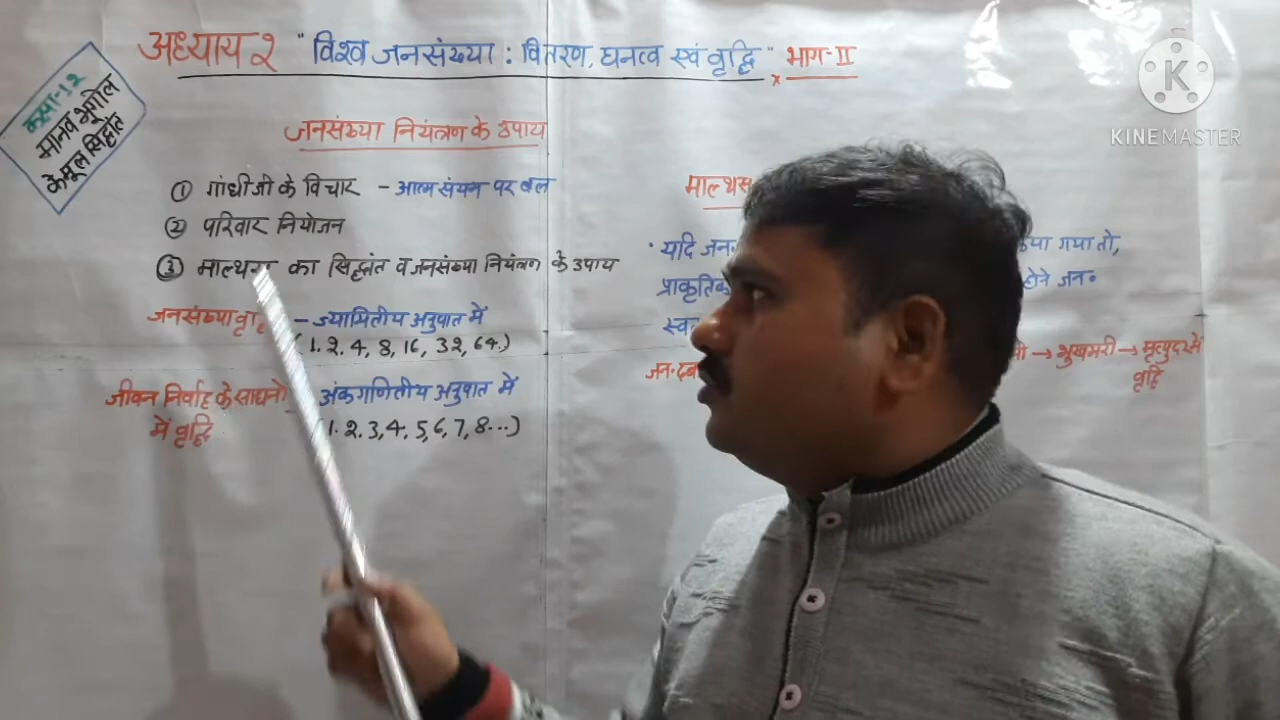 अध्याय २ "विश्व जनसंख्या : वितरण, घनत्व एवं वृद्धि" भाग-II
कक्षा-12
मानव भूगोल
के मूल सिद्धांत
जनसंख्या नियंत्रण के उपाय
① गांधीजी के विचार - आत्म संयम पर बल
② परिवार नियोजन
③ माल्थस का सिद्धांत व जनसंख्या नियंत्रण के उपाय
जनसंख्या वृ - ज्यामितीय अनुपात में
(1. 2. 4, 8, 16, 32, 64.)
जीवन निर्वाह के साधनो अंकगणितीय अनुपात में
में वृद्धि (1. 2. 3, 4, 5, 6, 7, 8...)
माल्थस
· यदि जन॰ गया तो,
प्राकृतिक होने जन॰
जन॰ → भुखमरी → मृत्युदर में
वृद्धि
K
KINEMASTER